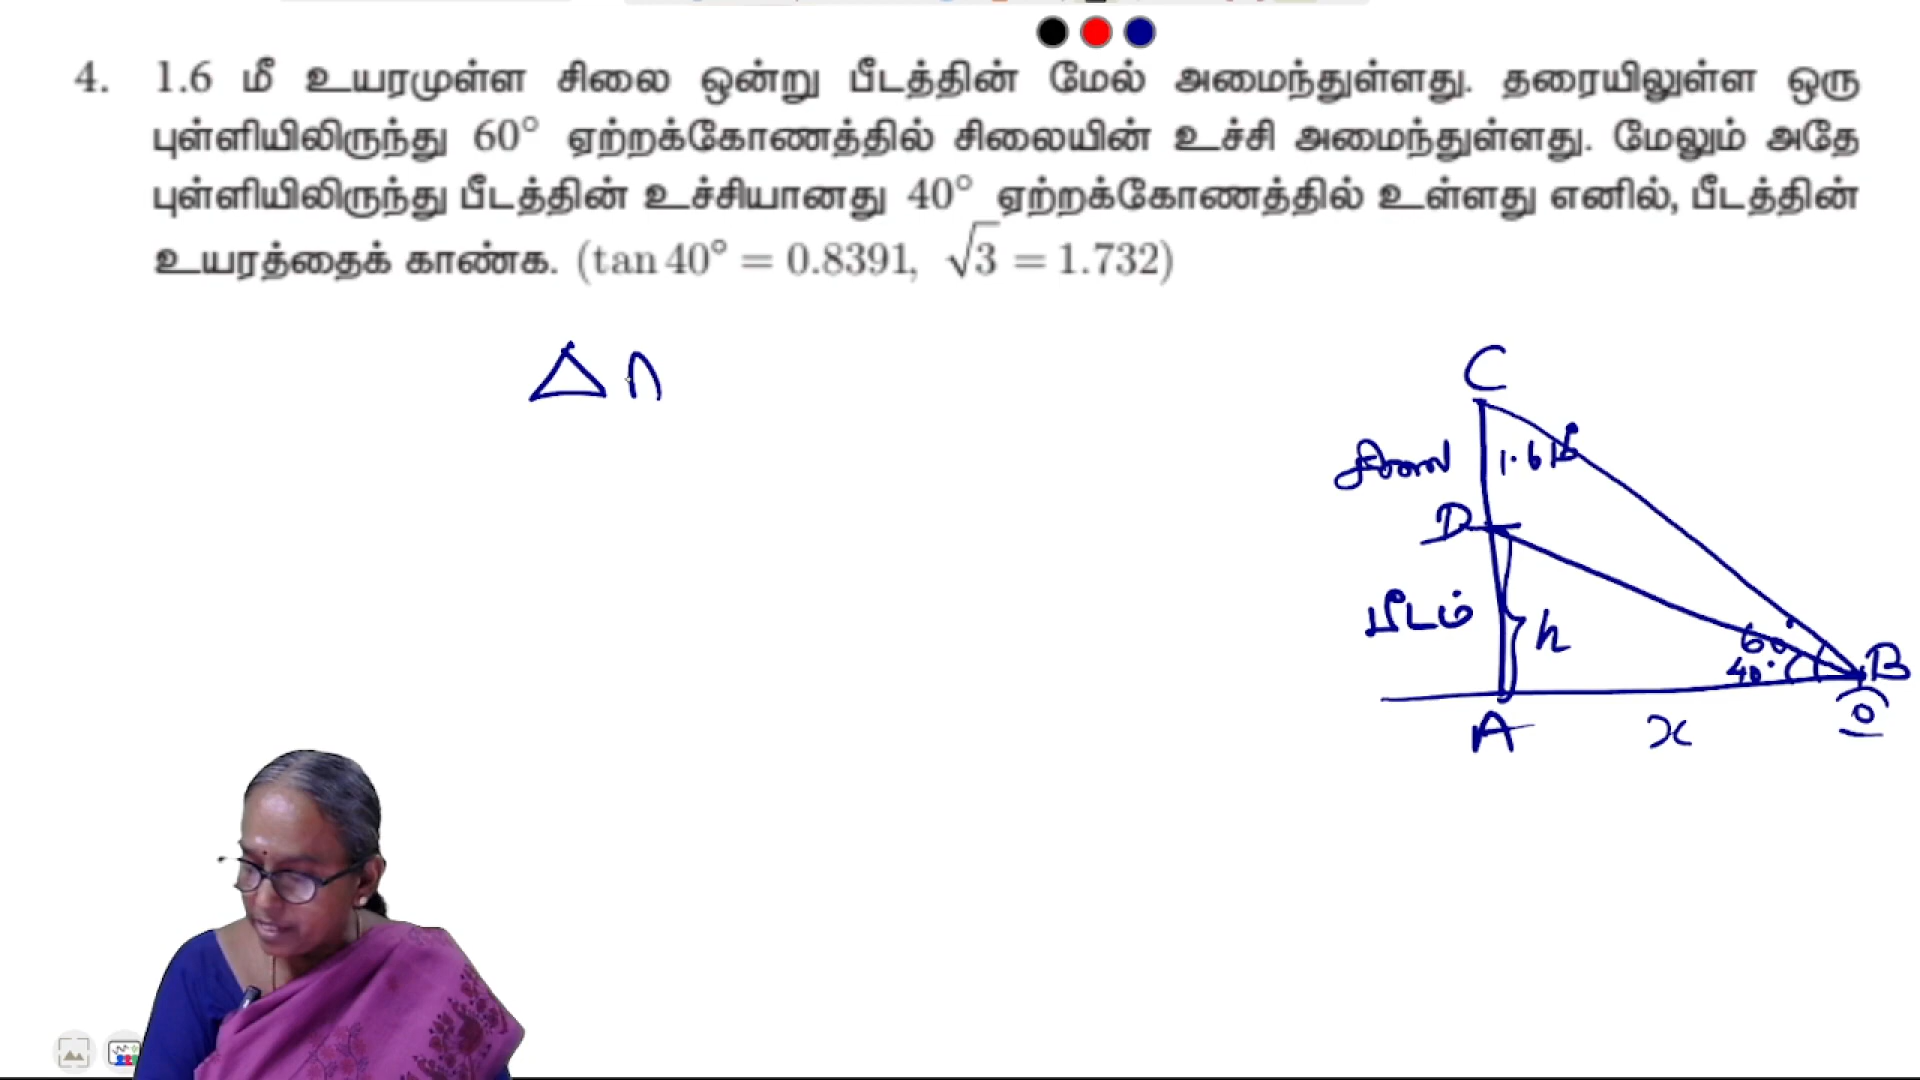 4. 1.6 மீ உயரமுள்ள சிலை ஒன்று பீடத்தின் மேல் அமைந்துள்ளது. தரையிலுள்ள ஒரு
புள்ளியிலிருந்து 60° ஏற்றக்கோணத்தில் சிலையின் உச்சி அமைந்துள்ளது. மேலும் அதே
புள்ளியிலிருந்து பீடத்தின் உச்சியானது 40° ஏற்றக்கோணத்தில் உள்ளது எனில், பீடத்தின்
உயரத்தைக் காண்க. (tan 40° = 0.8391, √3 = 1.732)
Δ
C
சிலை 1.6 மீ
D
பீடம் h
60°
40° B
A x